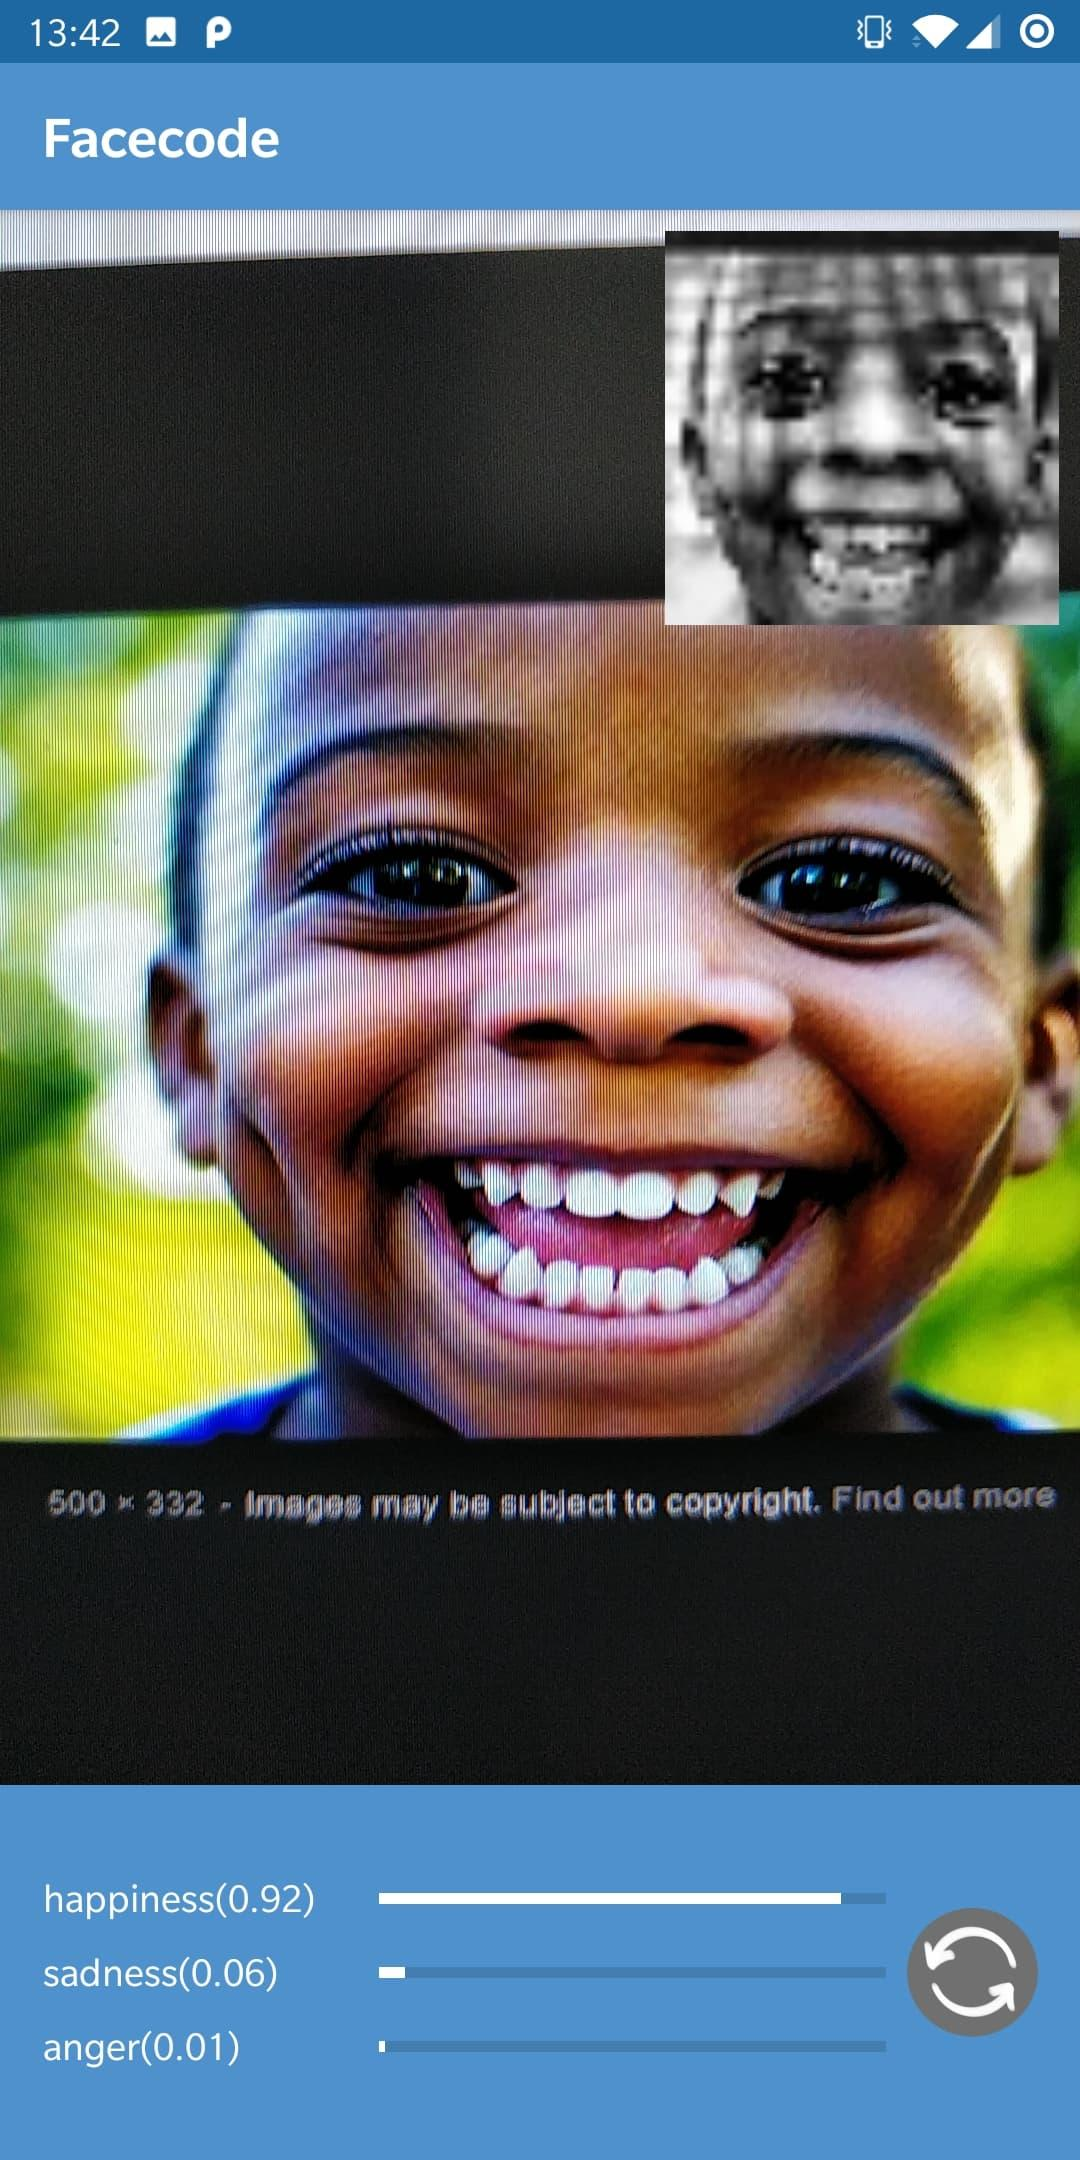 13:42
Facecode
500 × 332 - Images may be subject to copyright. Find out more
happiness(0.92)
sadness(0.06)
anger(0.01)